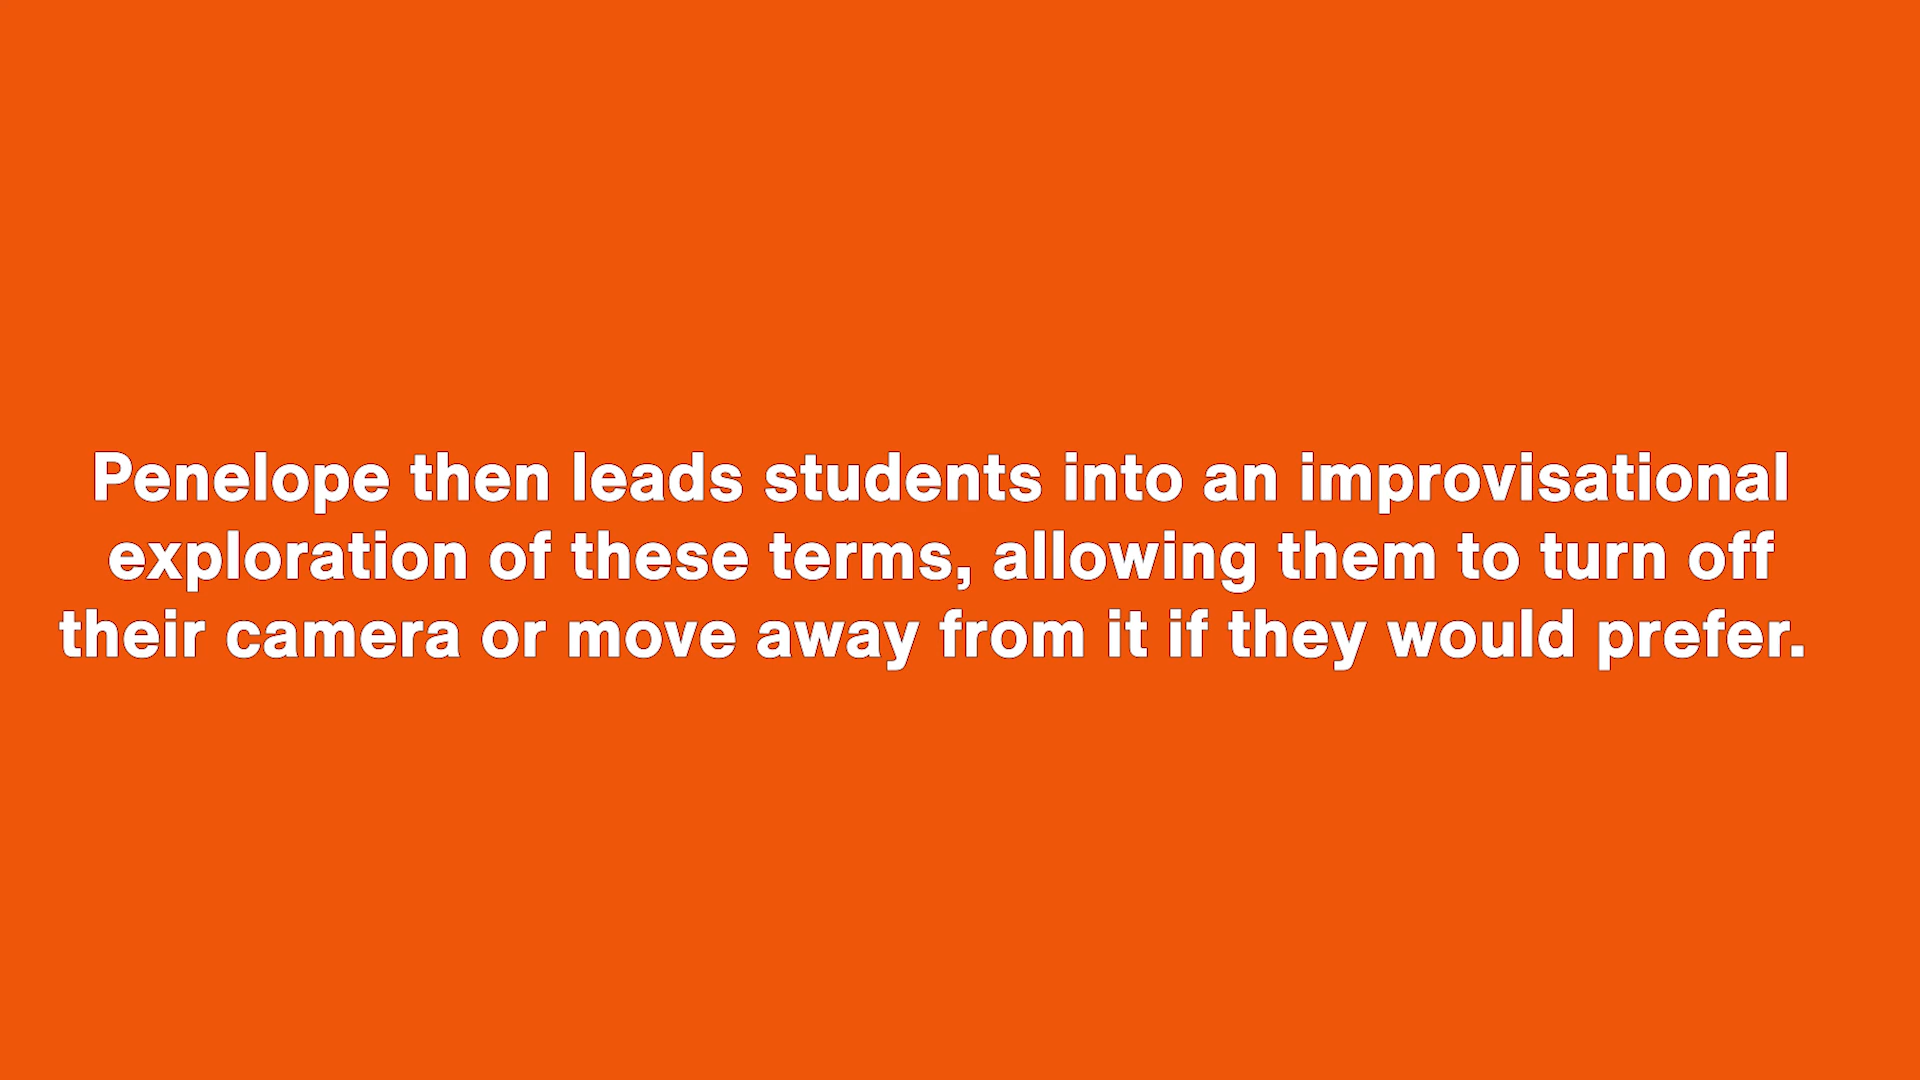 Penelope then leads students into an improvisational
exploration of these terms, allowing them to turn off
their camera or move away from it if they would prefer.